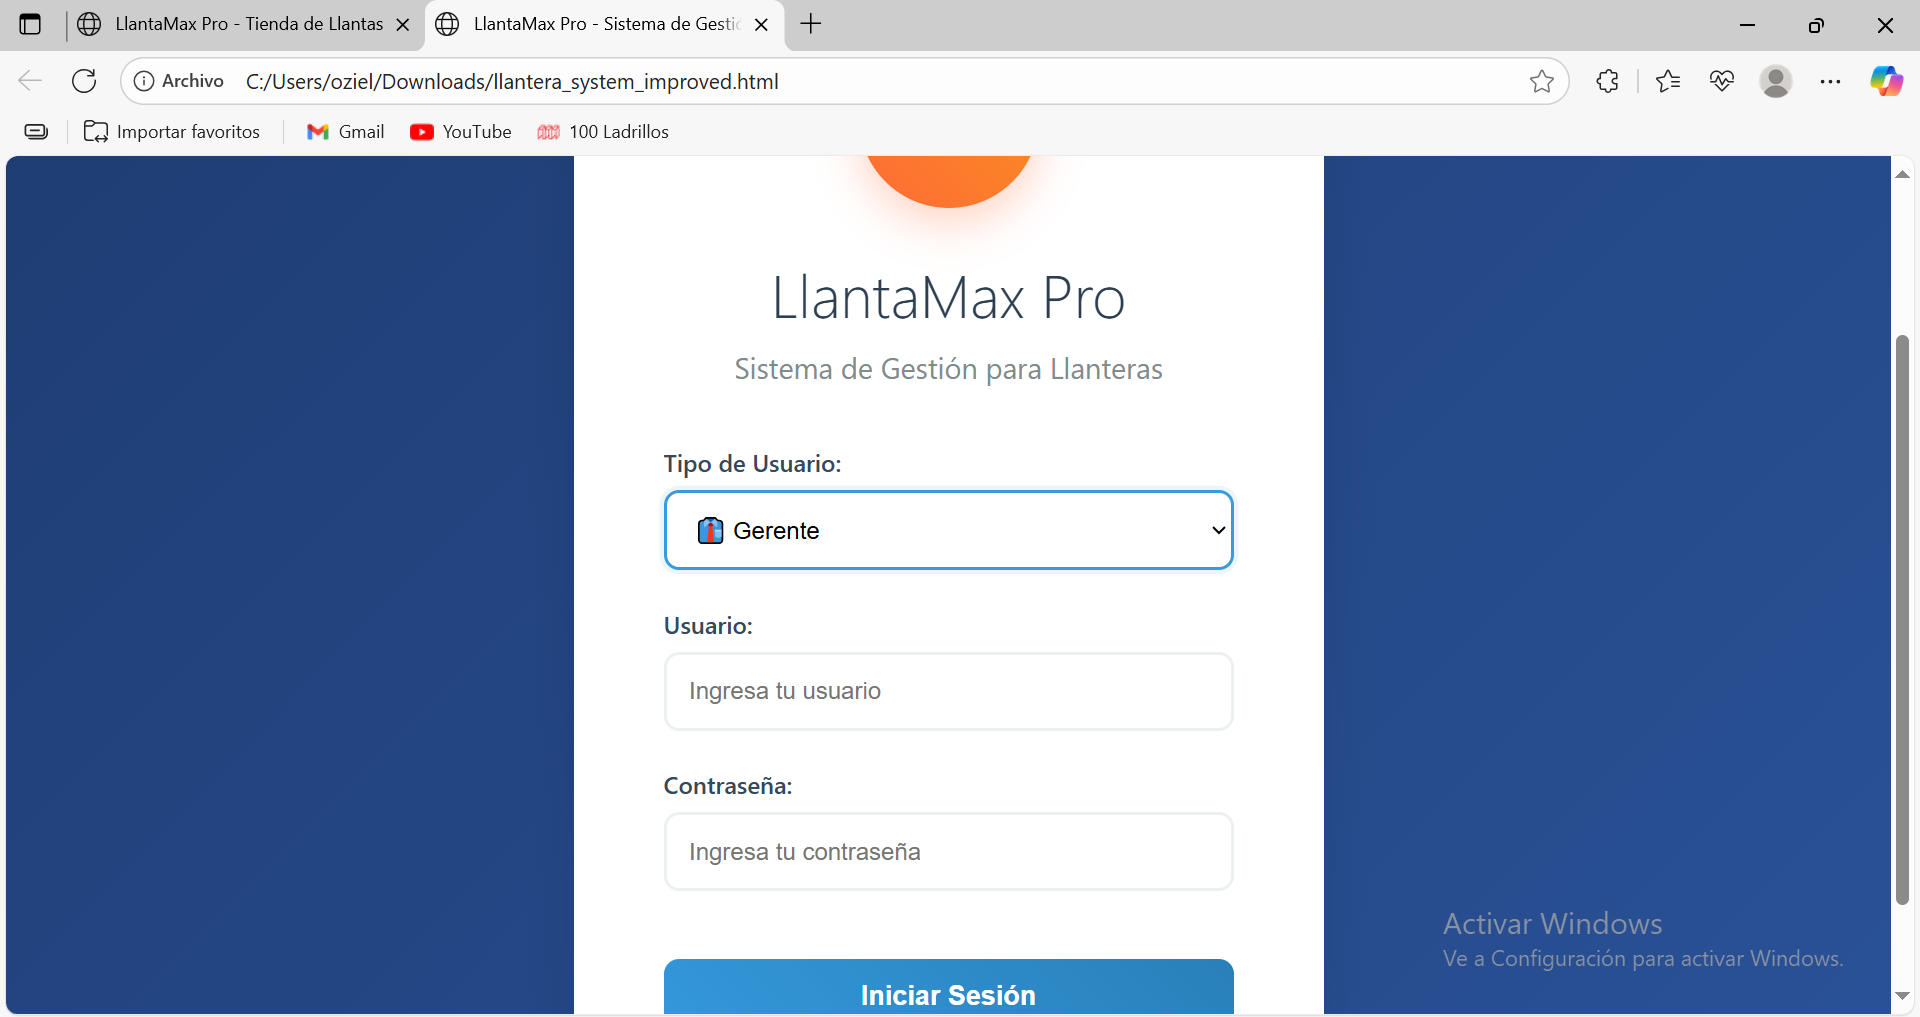 LlantaMax Pro - Tienda de Llantas
LlantaMax Pro - Sistema de Gesti
Archivo
C:/Users/oziel/Downloads/llantera_system_improved.html
Importar favoritos
Gmail
YouTube
100 Ladrillos
LlantaMax Pro
Sistema de Gestión para Llanteras
Tipo de Usuario:
Gerente
Usuario:
Ingresa tu usuario
Contraseña:
Ingresa tu contraseña
Iniciar Sesión
Activar Windows
Ve a Configuración para activar Windows.